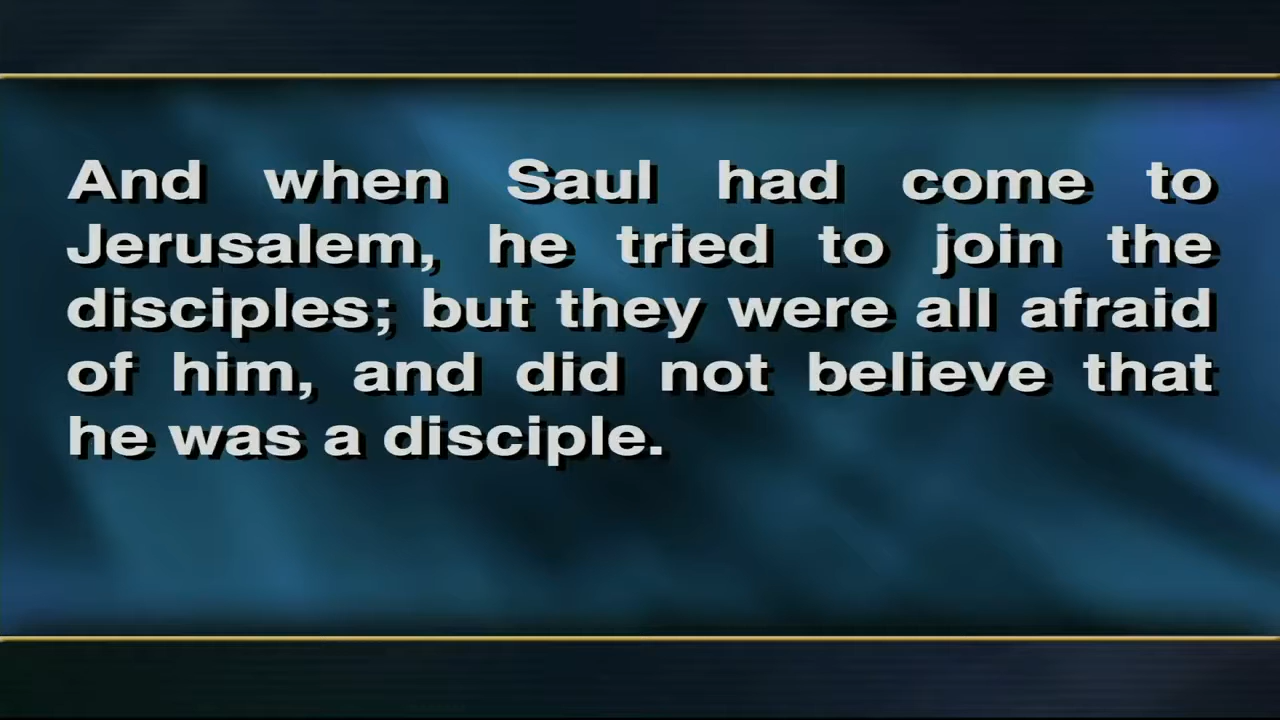 And when Saul had come to
Jerusalem, he tried to join the
disciples; but they were all afraid
of him, and did not believe that
he was a disciple.